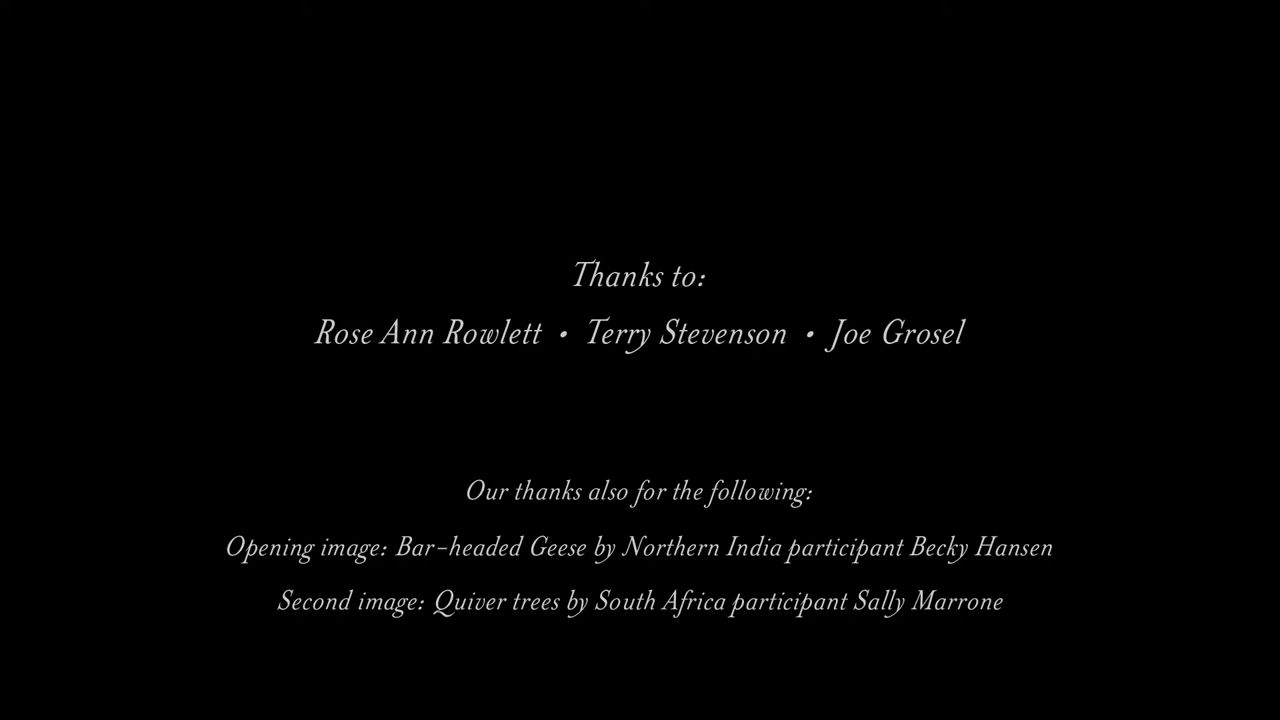 Thanks to:
Rose Ann Rowlett • Terry Stevenson • Joe Grosel
Our thanks also for the following:
Opening image: Bar-headed Geese by Northern India participant Becky Hansen
Second image: Quiver trees by South Africa participant Sally Marrone